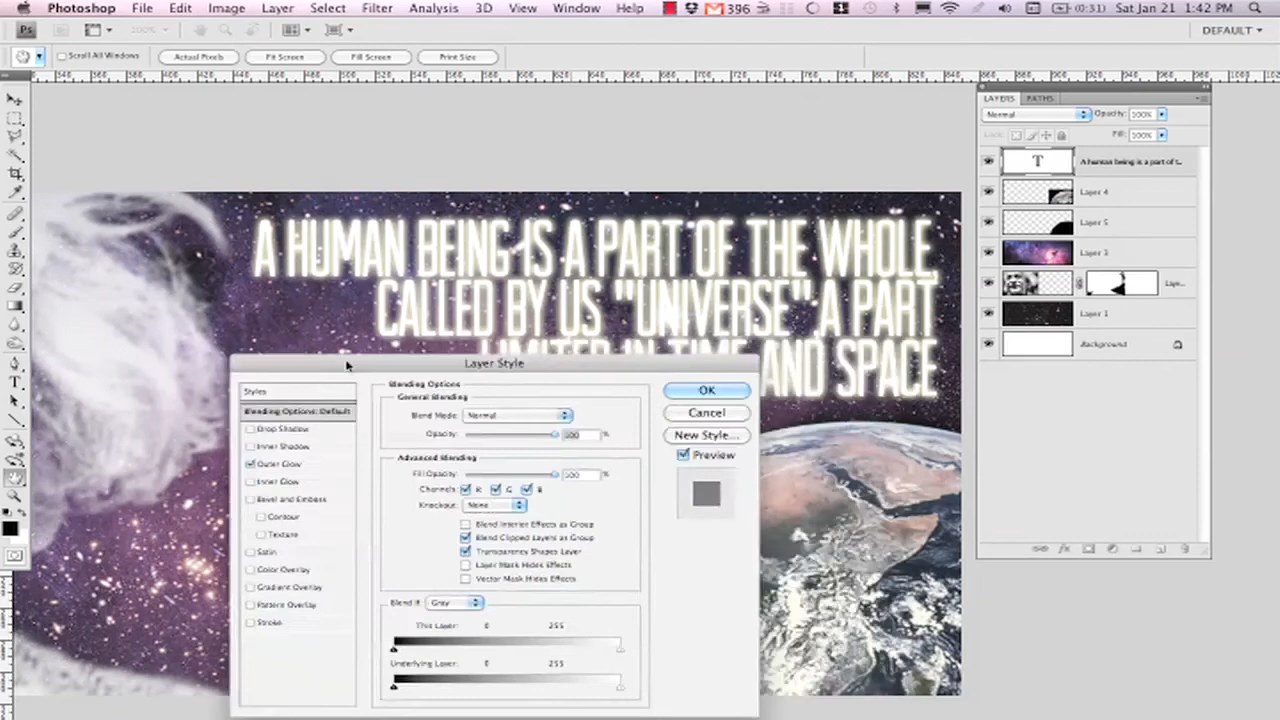 Photoshop File Edit Image Layer Select Filter Analysis 3D View Window Help 396 1 (0:31) Sat Jan 21 1:42 PM
Ps 100% DEFAULT
Scroll All Windows Actual Pixels Fit Screen Fill Screen Print Size
LAYERS PATHS
Normal Opacity: 100%
Lock: Fill: 100%
T A human being is a part of t...
Layer 4
Layer 5
Layer 3
Laye...
Layer 1
Background
A HUMAN BEING IS A PART OF THE WHOLE,
CALLED BY US "UNIVERSE", A PART
LIMITED IN TIME AND SPACE
Layer Style
Styles
Blending Options: Default
Drop Shadow
Inner Shadow
Outer Glow
Inner Glow
Bevel and Emboss
Contour
Texture
Satin
Color Overlay
Gradient Overlay
Pattern Overlay
Stroke
Blending Options
General Blending
Blend Mode: Normal
Opacity: 100 %
Advanced Blending
Fill Opacity: 100 %
Channels: R G B
Knockout: None
Blend Interior Effects as Group
Blend Clipped Layers as Group
Transparency Shapes Layer
Layer Mask Hides Effects
Vector Mask Hides Effects
Blend If: Gray
This Layer: 0 255
Underlying Layer: 0 255
OK
Cancel
New Style...
Preview